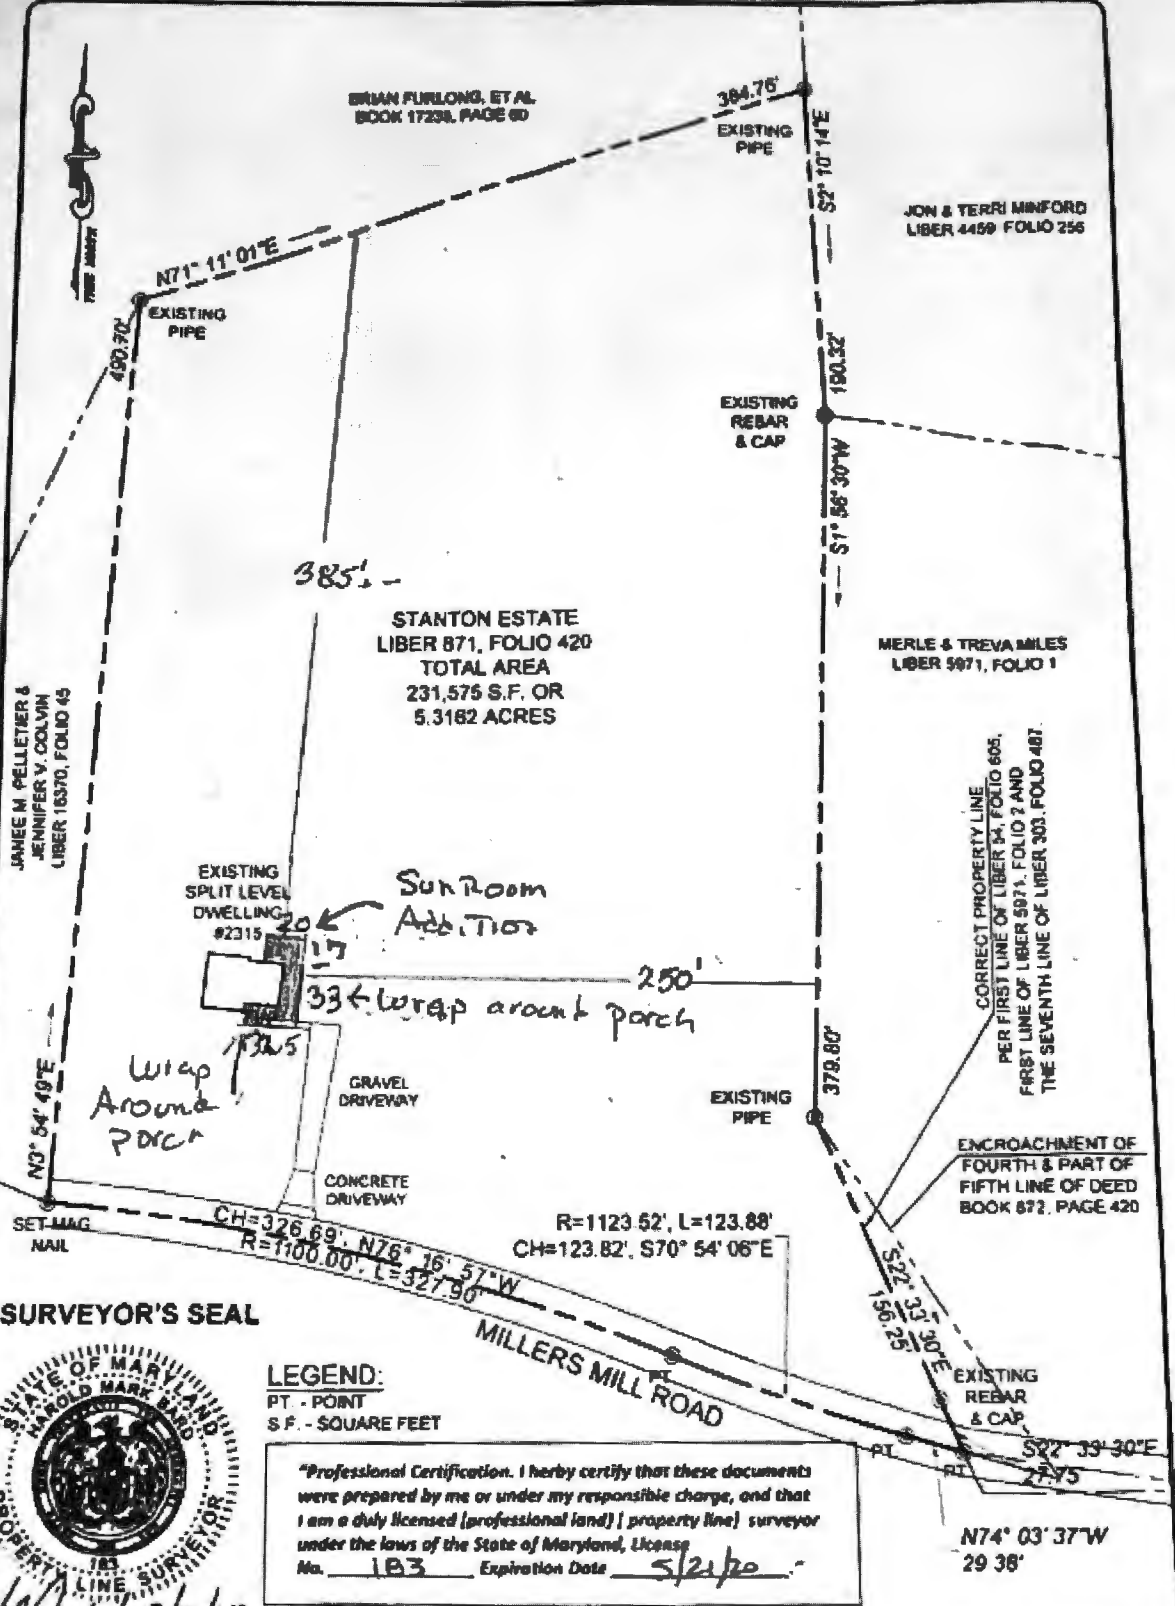 BRIAN FURLONG, ET AL
BOOK 17239, PAGE 60
384.76'
EXISTING
PIPE
S2° 10' 14"E
JON & TERRI MINFORD
LIBER 4459 FOLIO 256
TRUE NORTH
N71° 11' 01"E
EXISTING
PIPE
490.70'
190.32'
EXISTING
REBAR
& CAP
S1° 56' 30"W
385'
STANTON ESTATE
LIBER 871, FOLIO 420
TOTAL AREA
231,575 S.F. OR
5.3162 ACRES
MERLE & TREVA MILES
LIBER 5971, FOLIO 1
JANEE M. PELLETIER &
JENNIFER V. COLVIN
LIBER 16370, FOLIO 45
CORRECT PROPERTY LINE
PER FIRST LINE OF LIBER 54, FOLIO 605,
FIRST LINE OF LIBER 5971, FOLIO 2 AND
THE SEVENTH LINE OF LIBER 303, FOLIO 487.
EXISTING
SPLIT LEVEL
DWELLING
#2315
SunRoom
Addition
20
17
250'
33 ← Wrap around porch
5
Wrap
Around
Porch
GRAVEL
DRIVEWAY
379.80'
EXISTING
PIPE
N3° 54' 49"E
ENCROACHMENT OF
FOURTH & PART OF
FIFTH LINE OF DEED
BOOK 872, PAGE 420
CONCRETE
DRIVEWAY
SET MAG
NAIL
CH=326.69', N76° 16' 57"W
R=1100.00', L=327.90'
R=1123.52', L=123.88'
CH=123.82', S70° 54' 06"E
S22° 33' 30"E
156.25'
MILLERS MILL ROAD
PT.
EXISTING
REBAR
& CAP
PT.
PT.
S22° 33' 30"E
27.75
N74° 03' 37"W
29.38'
SURVEYOR'S SEAL
STATE OF MARYLAND
HAROLD MARK BARD
183
PROPERTY LINE SURVEYOR
LEGEND:
PT. - POINT
S.F. - SQUARE FEET
"Professional Certification. I herby certify that these documents
were prepared by me or under my responsible charge, and that
I am a duly licensed [professional land] [ property line] surveyor
under the laws of the State of Maryland, License
No. 183 Expiration Date 5/21/20